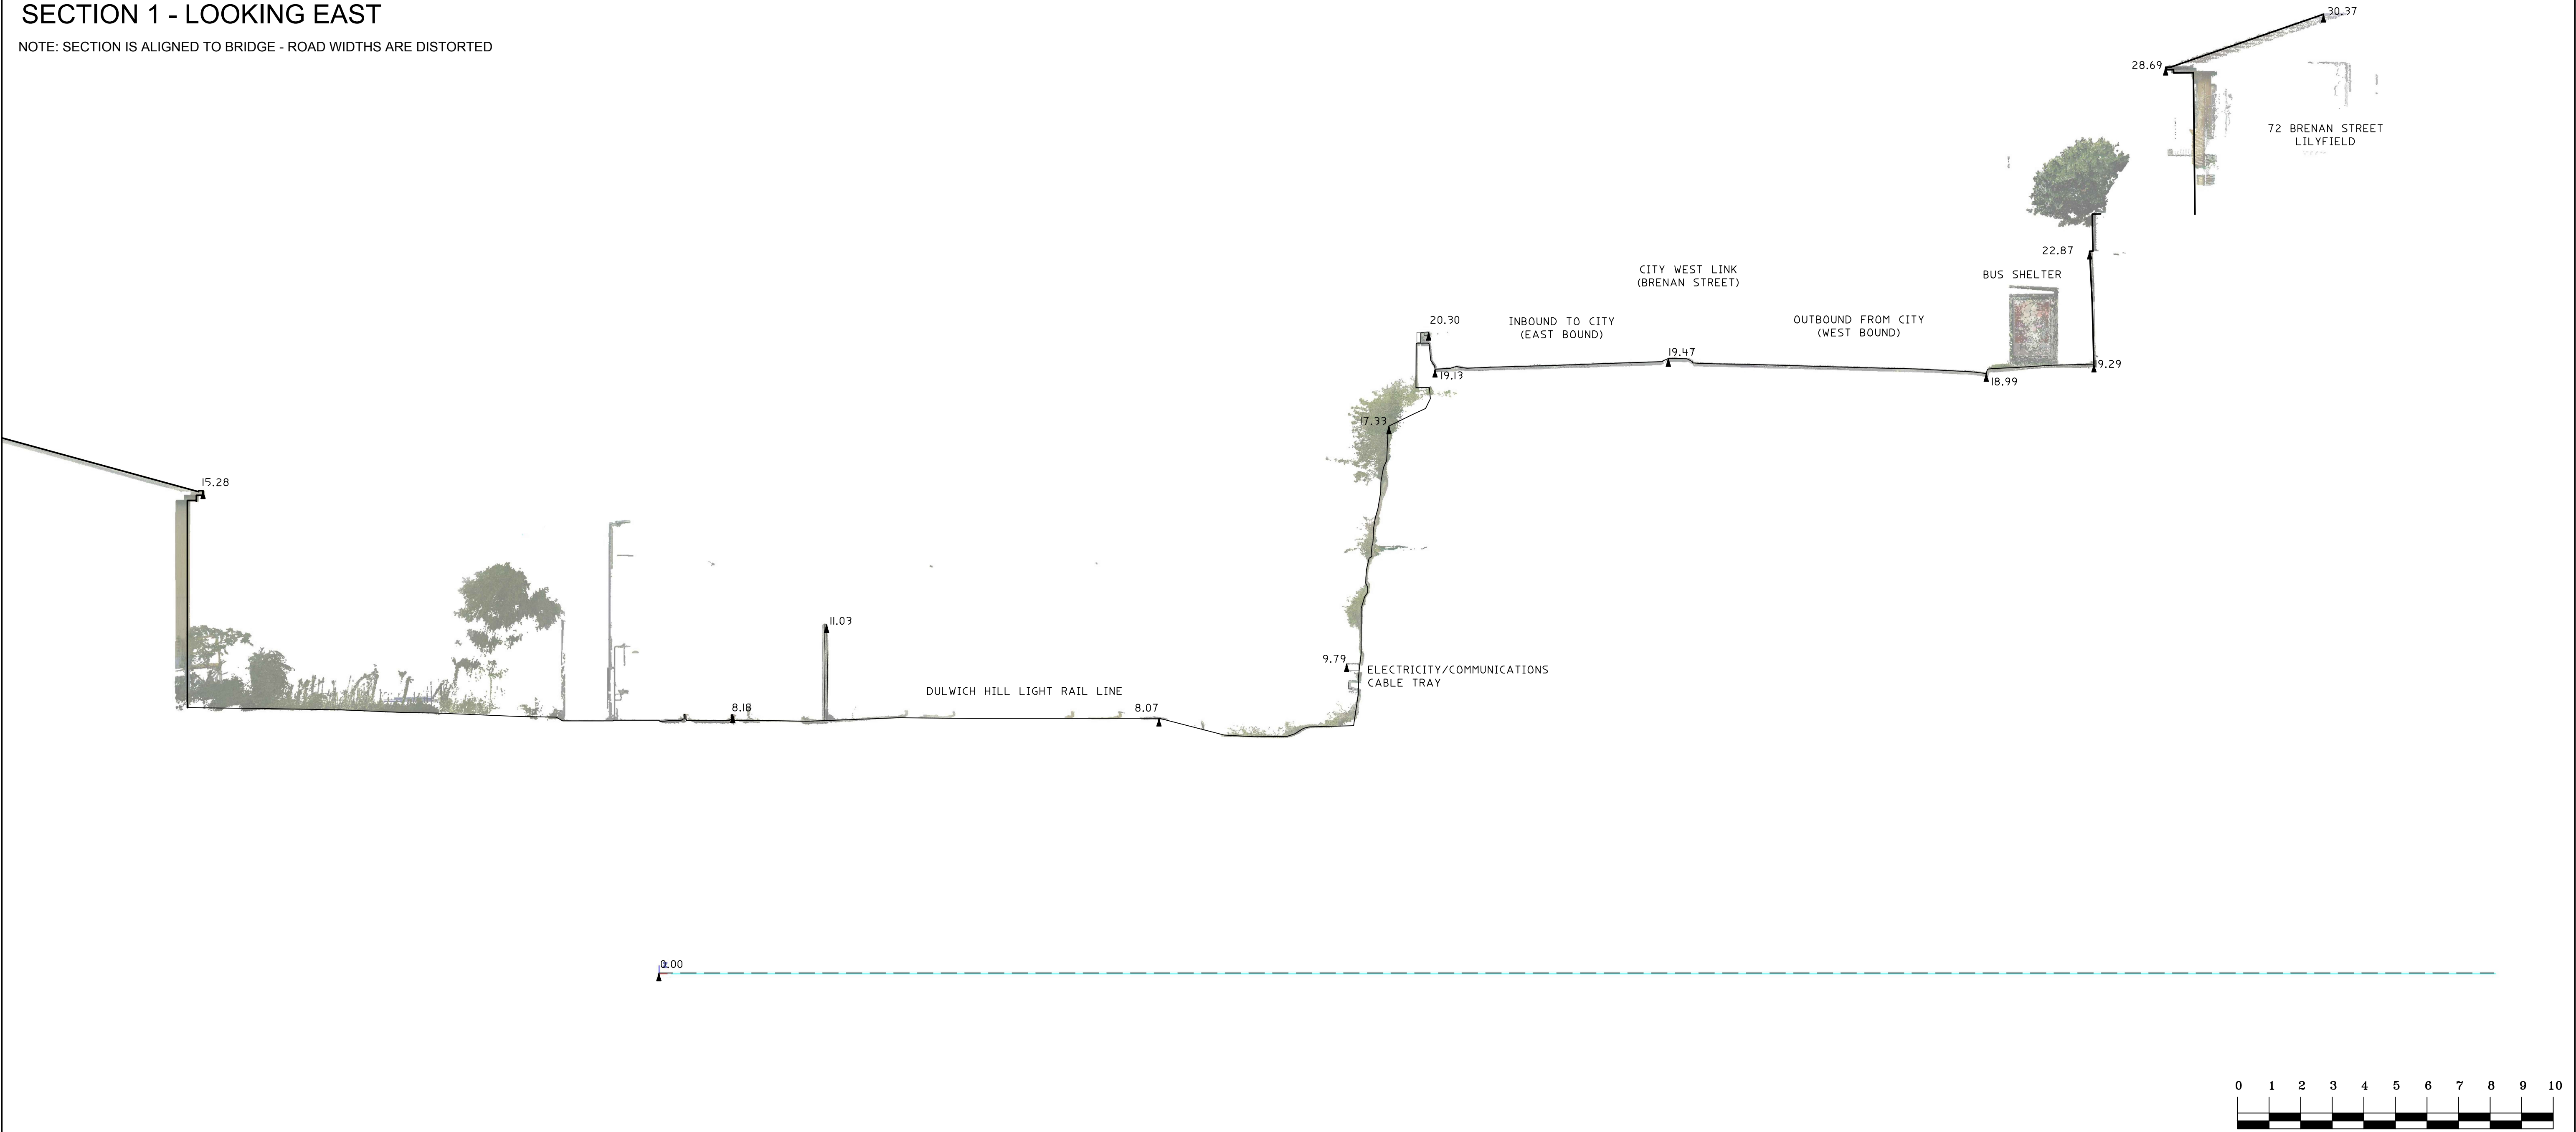 SECTION 1 - LOOKING EAST
NOTE: SECTION IS ALIGNED TO BRIDGE - ROAD WIDTHS ARE DISTORTED
30.37
28.69
72 BRENAN STREET
LILYFIELD
22.87
CITY WEST LINK
(BRENAN STREET)
BUS SHELTER
20.30
INBOUND TO CITY
(EAST BOUND)
OUTBOUND FROM CITY
(WEST BOUND)
19.47
19.13
18.99
19.29
17.33
15.28
11.03
9.79
ELECTRICITY/COMMUNICATIONS
CABLE TRAY
DULWICH HILL LIGHT RAIL LINE
8.18
8.07
0.00
0 1 2 3 4 5 6 7 8 9 10